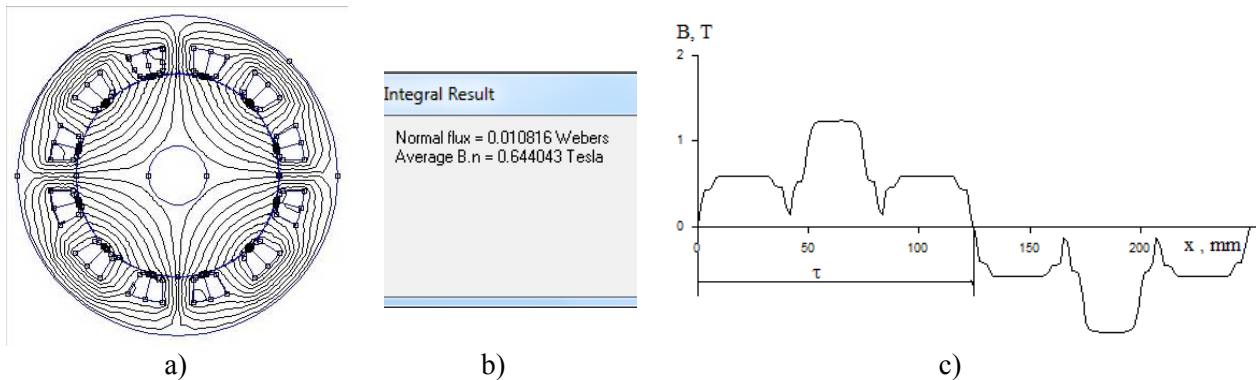 a)
Integral Result
Normal flux = 0.010816 Webers
Average B.n = 0.644043 Tesla
b)
B, T
2
1
0
0
50
100
150
200
x , mm
τ
c)